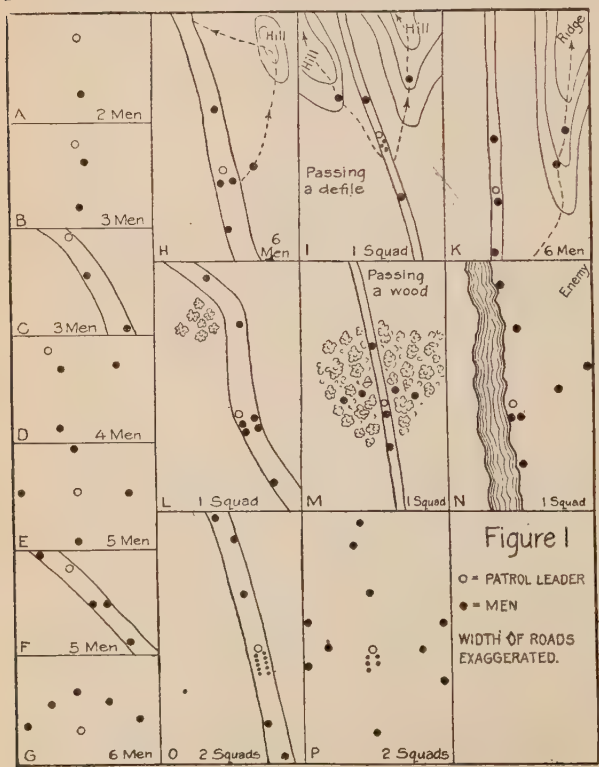 A 2 Men
B 3 Men
C 3 Men
D 4 Men
E 5 Men
F 5 Men
G 6 Men
Hill
H 6
Men
Hill
Hill
Passing
a defile
I 1 Squad
Ridge
K 6 Men
L 1 Squad
Passing
a wood
M 1 Squad
Enemy
N 1 Squad
O 2 Squads
P 2 Squads
Figure 1
O = PATROL LEADER
● = MEN
WIDTH OF ROADS
EXAGGERATED.